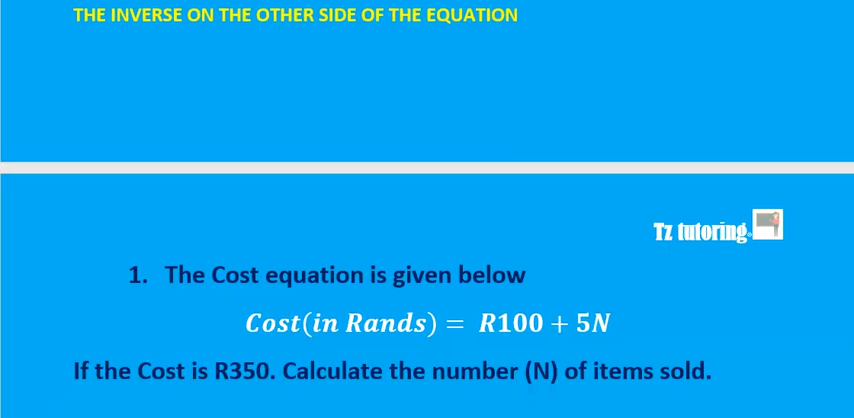 THE INVERSE ON THE OTHER SIDE OF THE EQUATION
Tz tutoring.
1. The Cost equation is given below
Cost(in Rands) = R100 + 5N
If the Cost is R350. Calculate the number (N) of items sold.